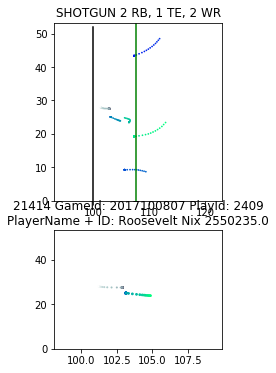 SHOTGUN 2 RB, 1 TE, 2 WR
50
40
30
20
10
0
100 110 120
21414 GameId: 2017100807 PlayId: 2409
PlayerName + ID: Roosevelt Nix 2550235.0
40
20
0
100.0 102.5 105.0 107.5